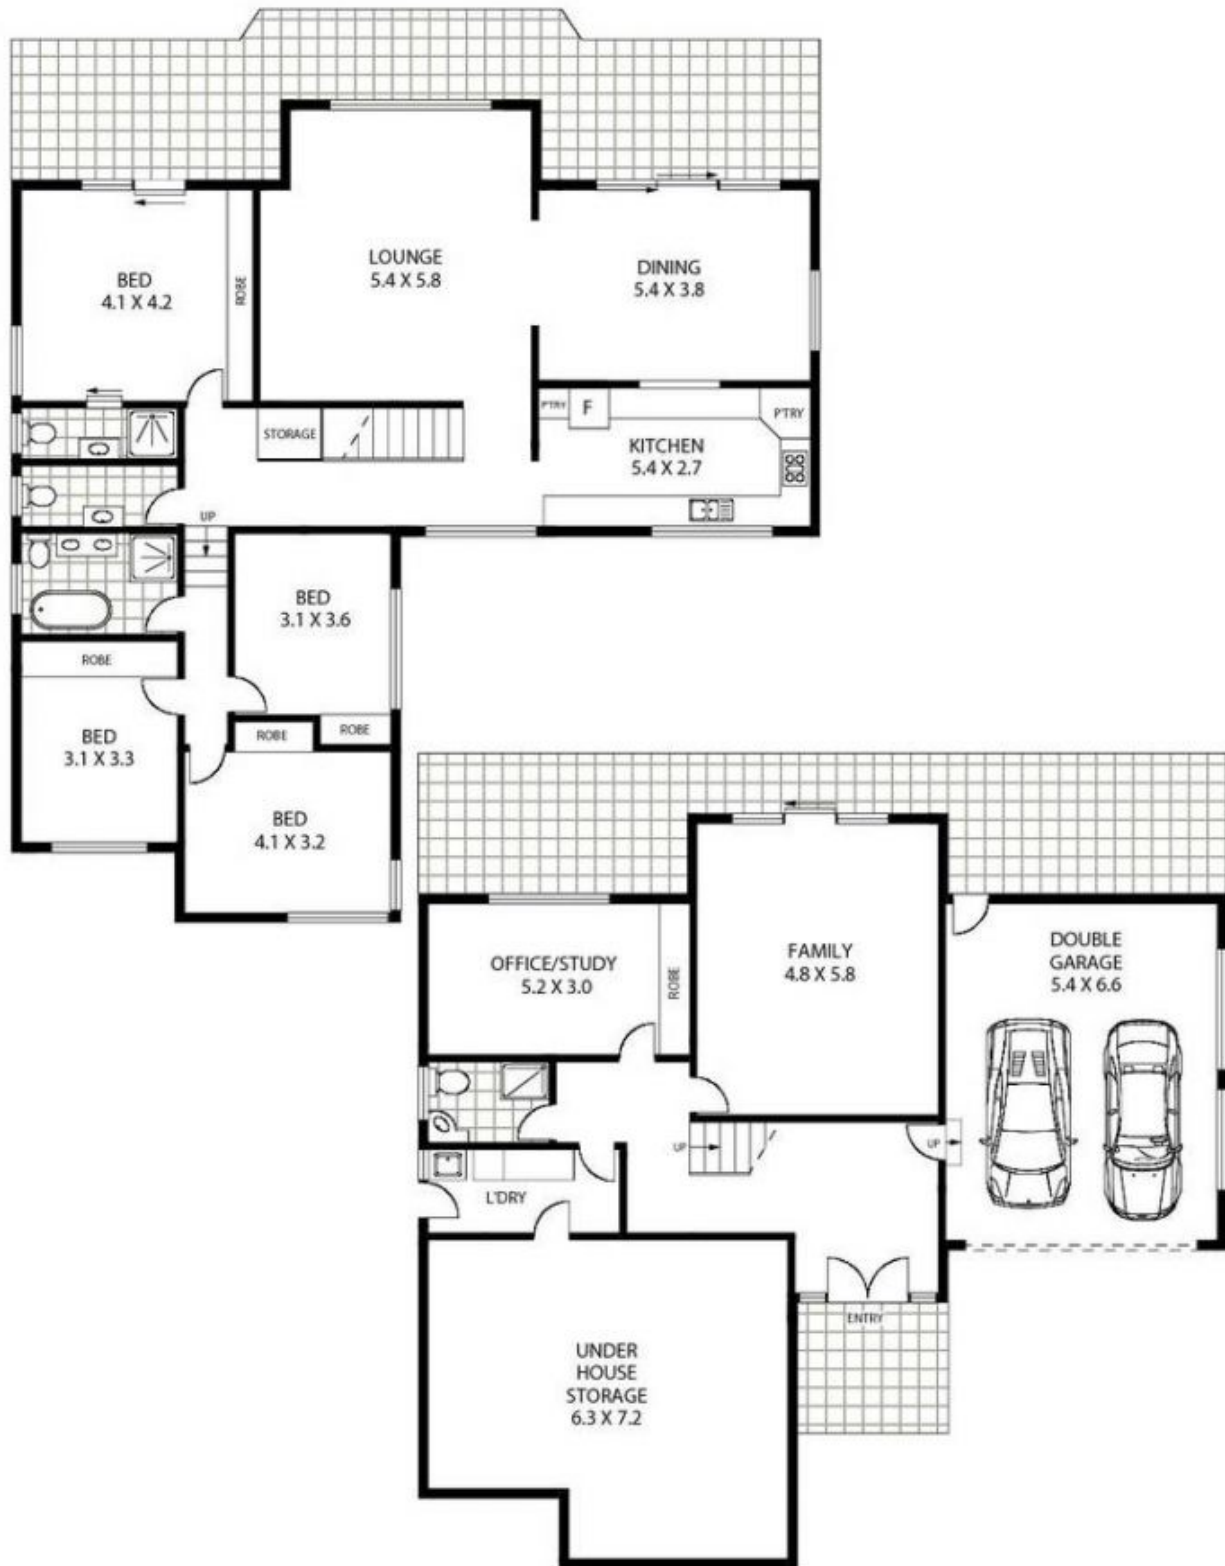 LOUNGE
5.4 X 5.8
DINING
5.4 X 3.8
BED
4.1 X 4.2
ROBE
P'TRY
F
P'TRY
STORAGE
KITCHEN
5.4 X 2.7
UP
BED
3.1 X 3.6
ROBE
BED
3.1 X 3.3
ROBE
ROBE
BED
4.1 X 3.2
OFFICE/STUDY
5.2 X 3.0
ROBE
FAMILY
4.8 X 5.8
DOUBLE
GARAGE
5.4 X 6.6
UP
UP
L'DRY
ENTRY
UNDER
HOUSE
STORAGE
6.3 X 7.2